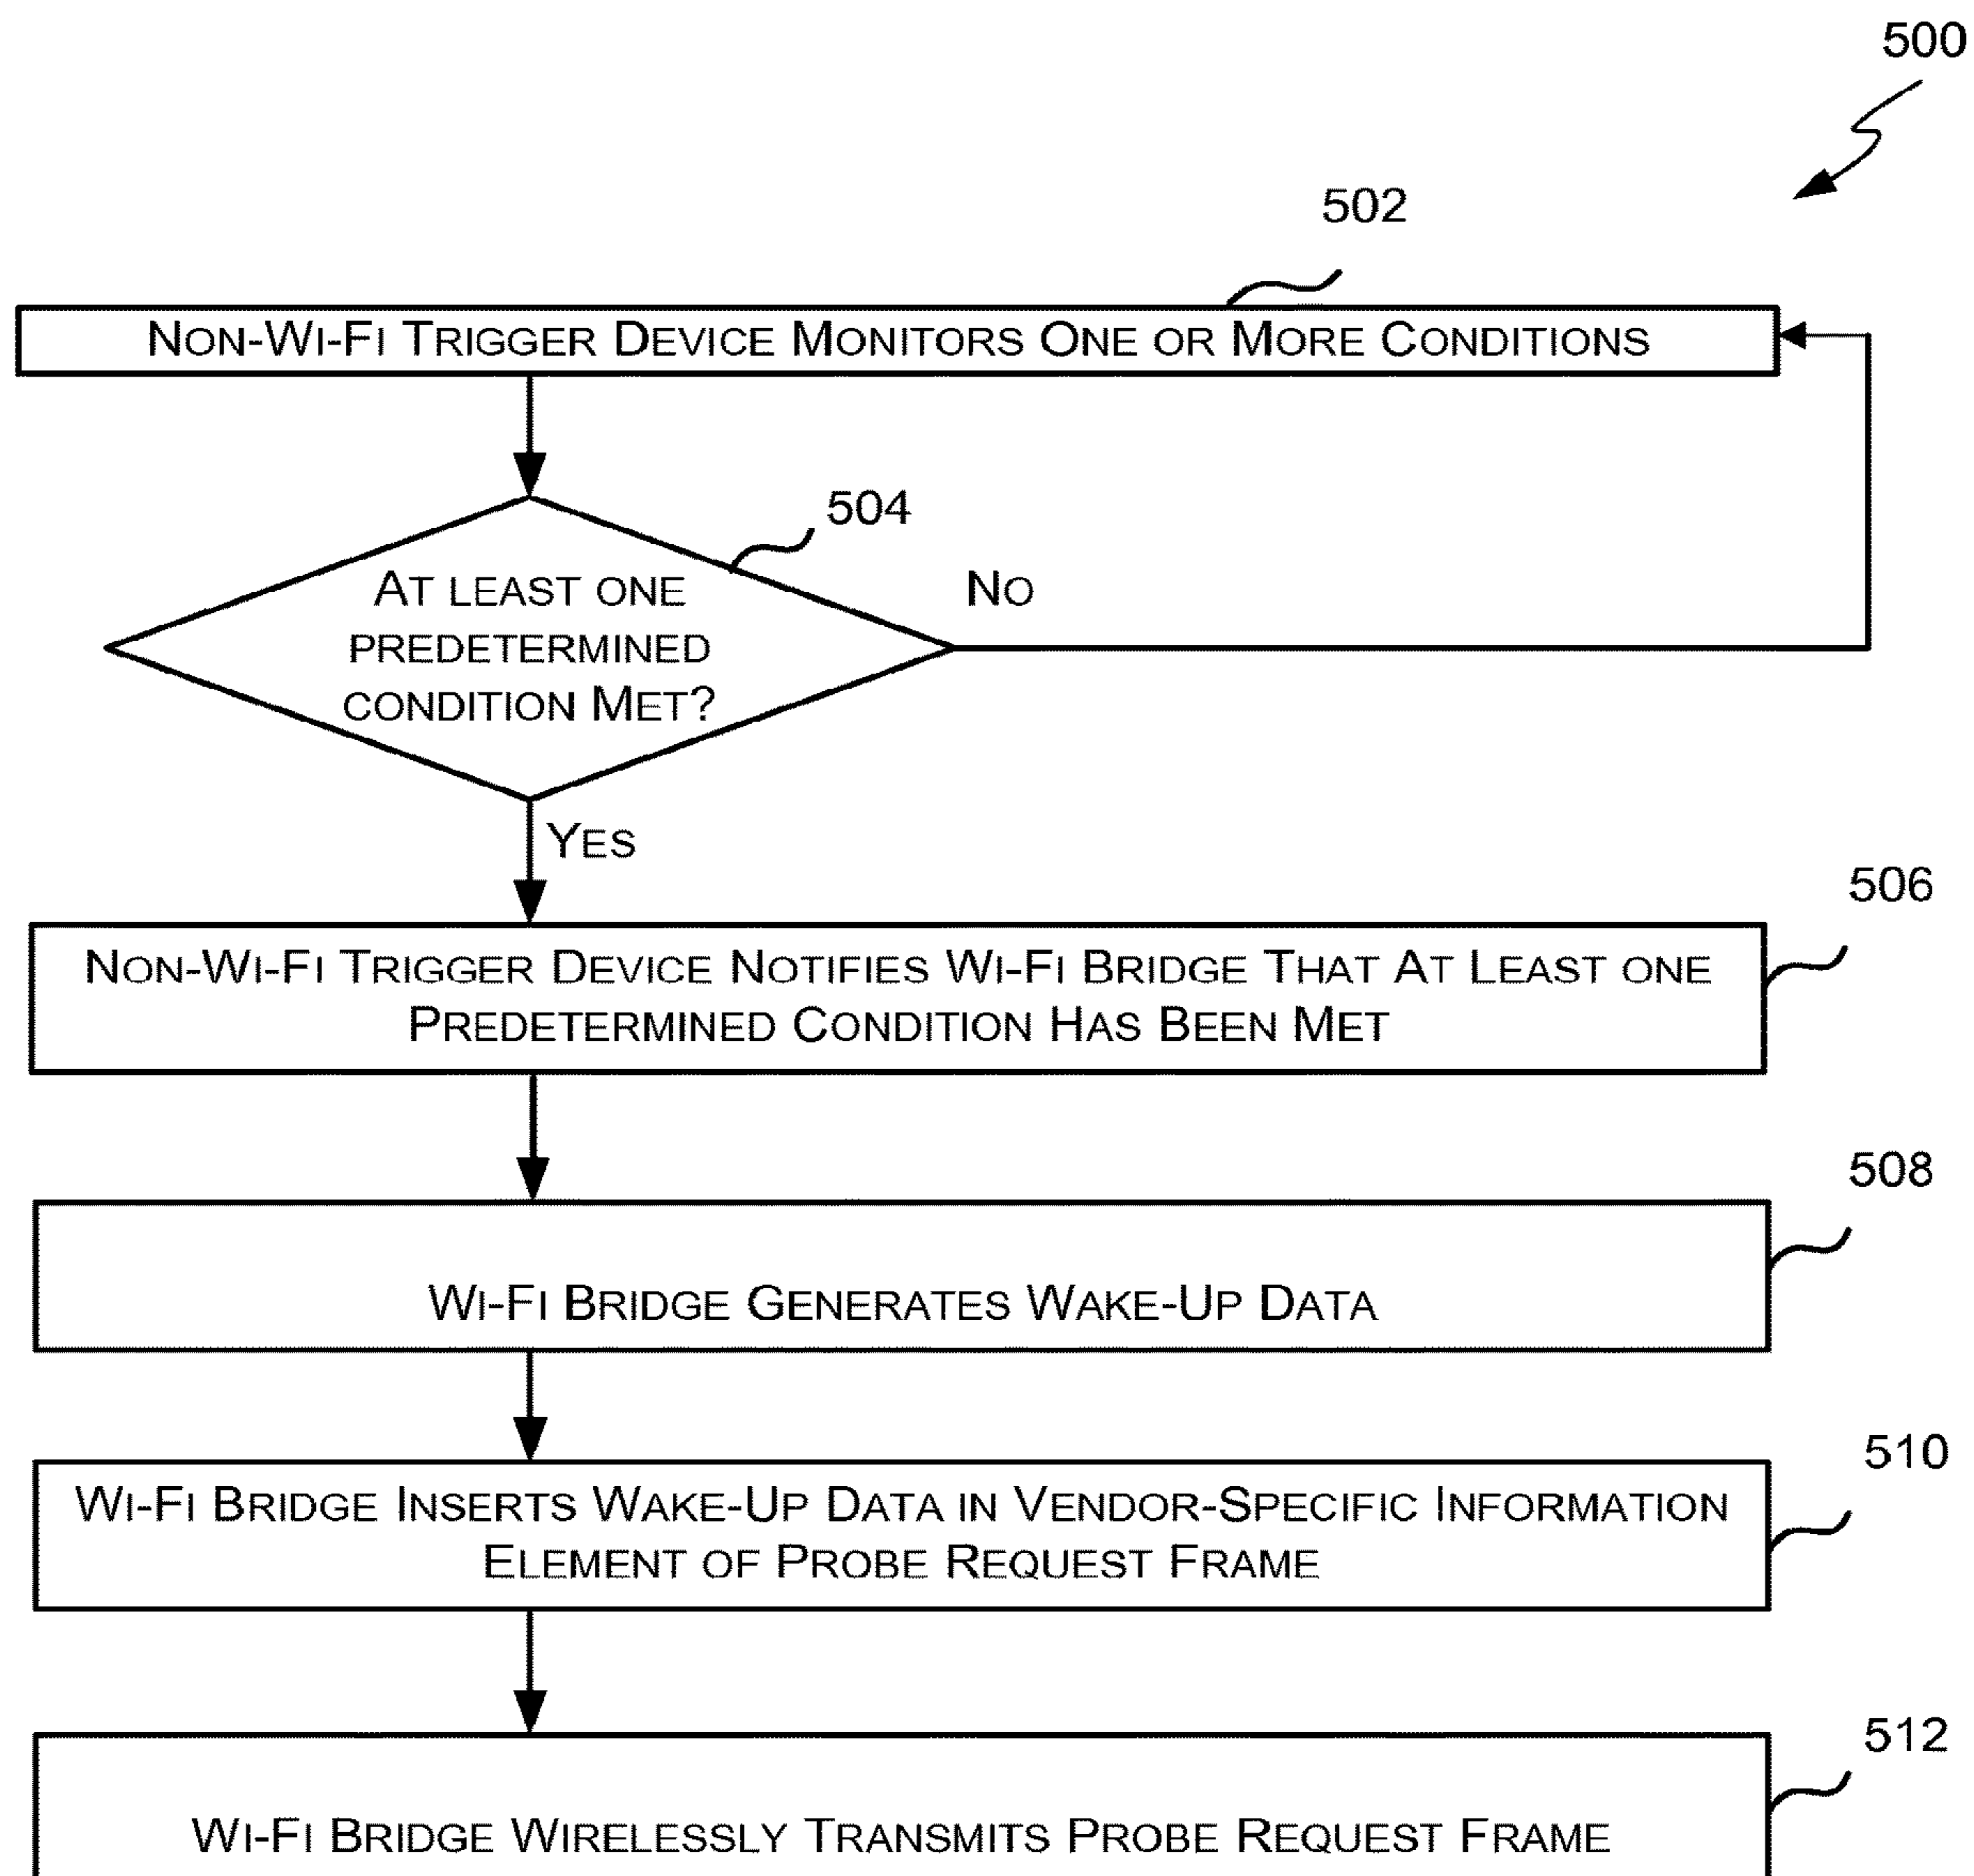 500
502
Non-Wi-Fi Trigger Device Monitors One or More Conditions
504
At least one
predetermined
condition Met?
No
Yes
506
Non-Wi-Fi Trigger Device Notifies Wi-Fi Bridge That At Least one
Predetermined Condition Has Been Met
508
Wi-Fi Bridge Generates Wake-Up Data
510
Wi-Fi Bridge Inserts Wake-Up Data in Vendor-Specific Information
Element of Probe Request Frame
512
Wi-Fi Bridge Wirelessly Transmits Probe Request Frame